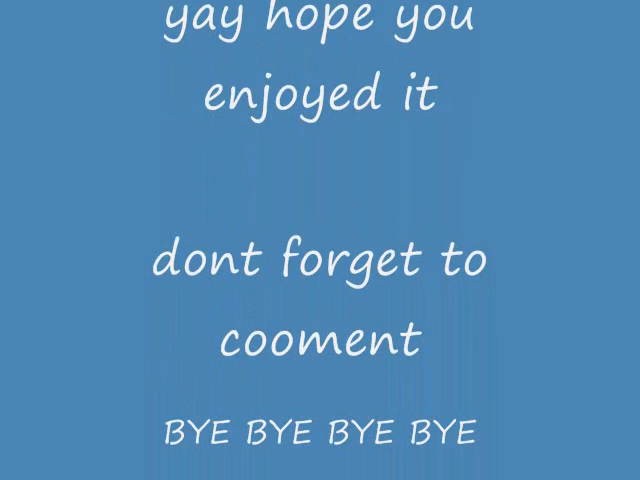 yay hope you
enjoyed it
dont forget to
cooment
BYE BYE BYE BYE